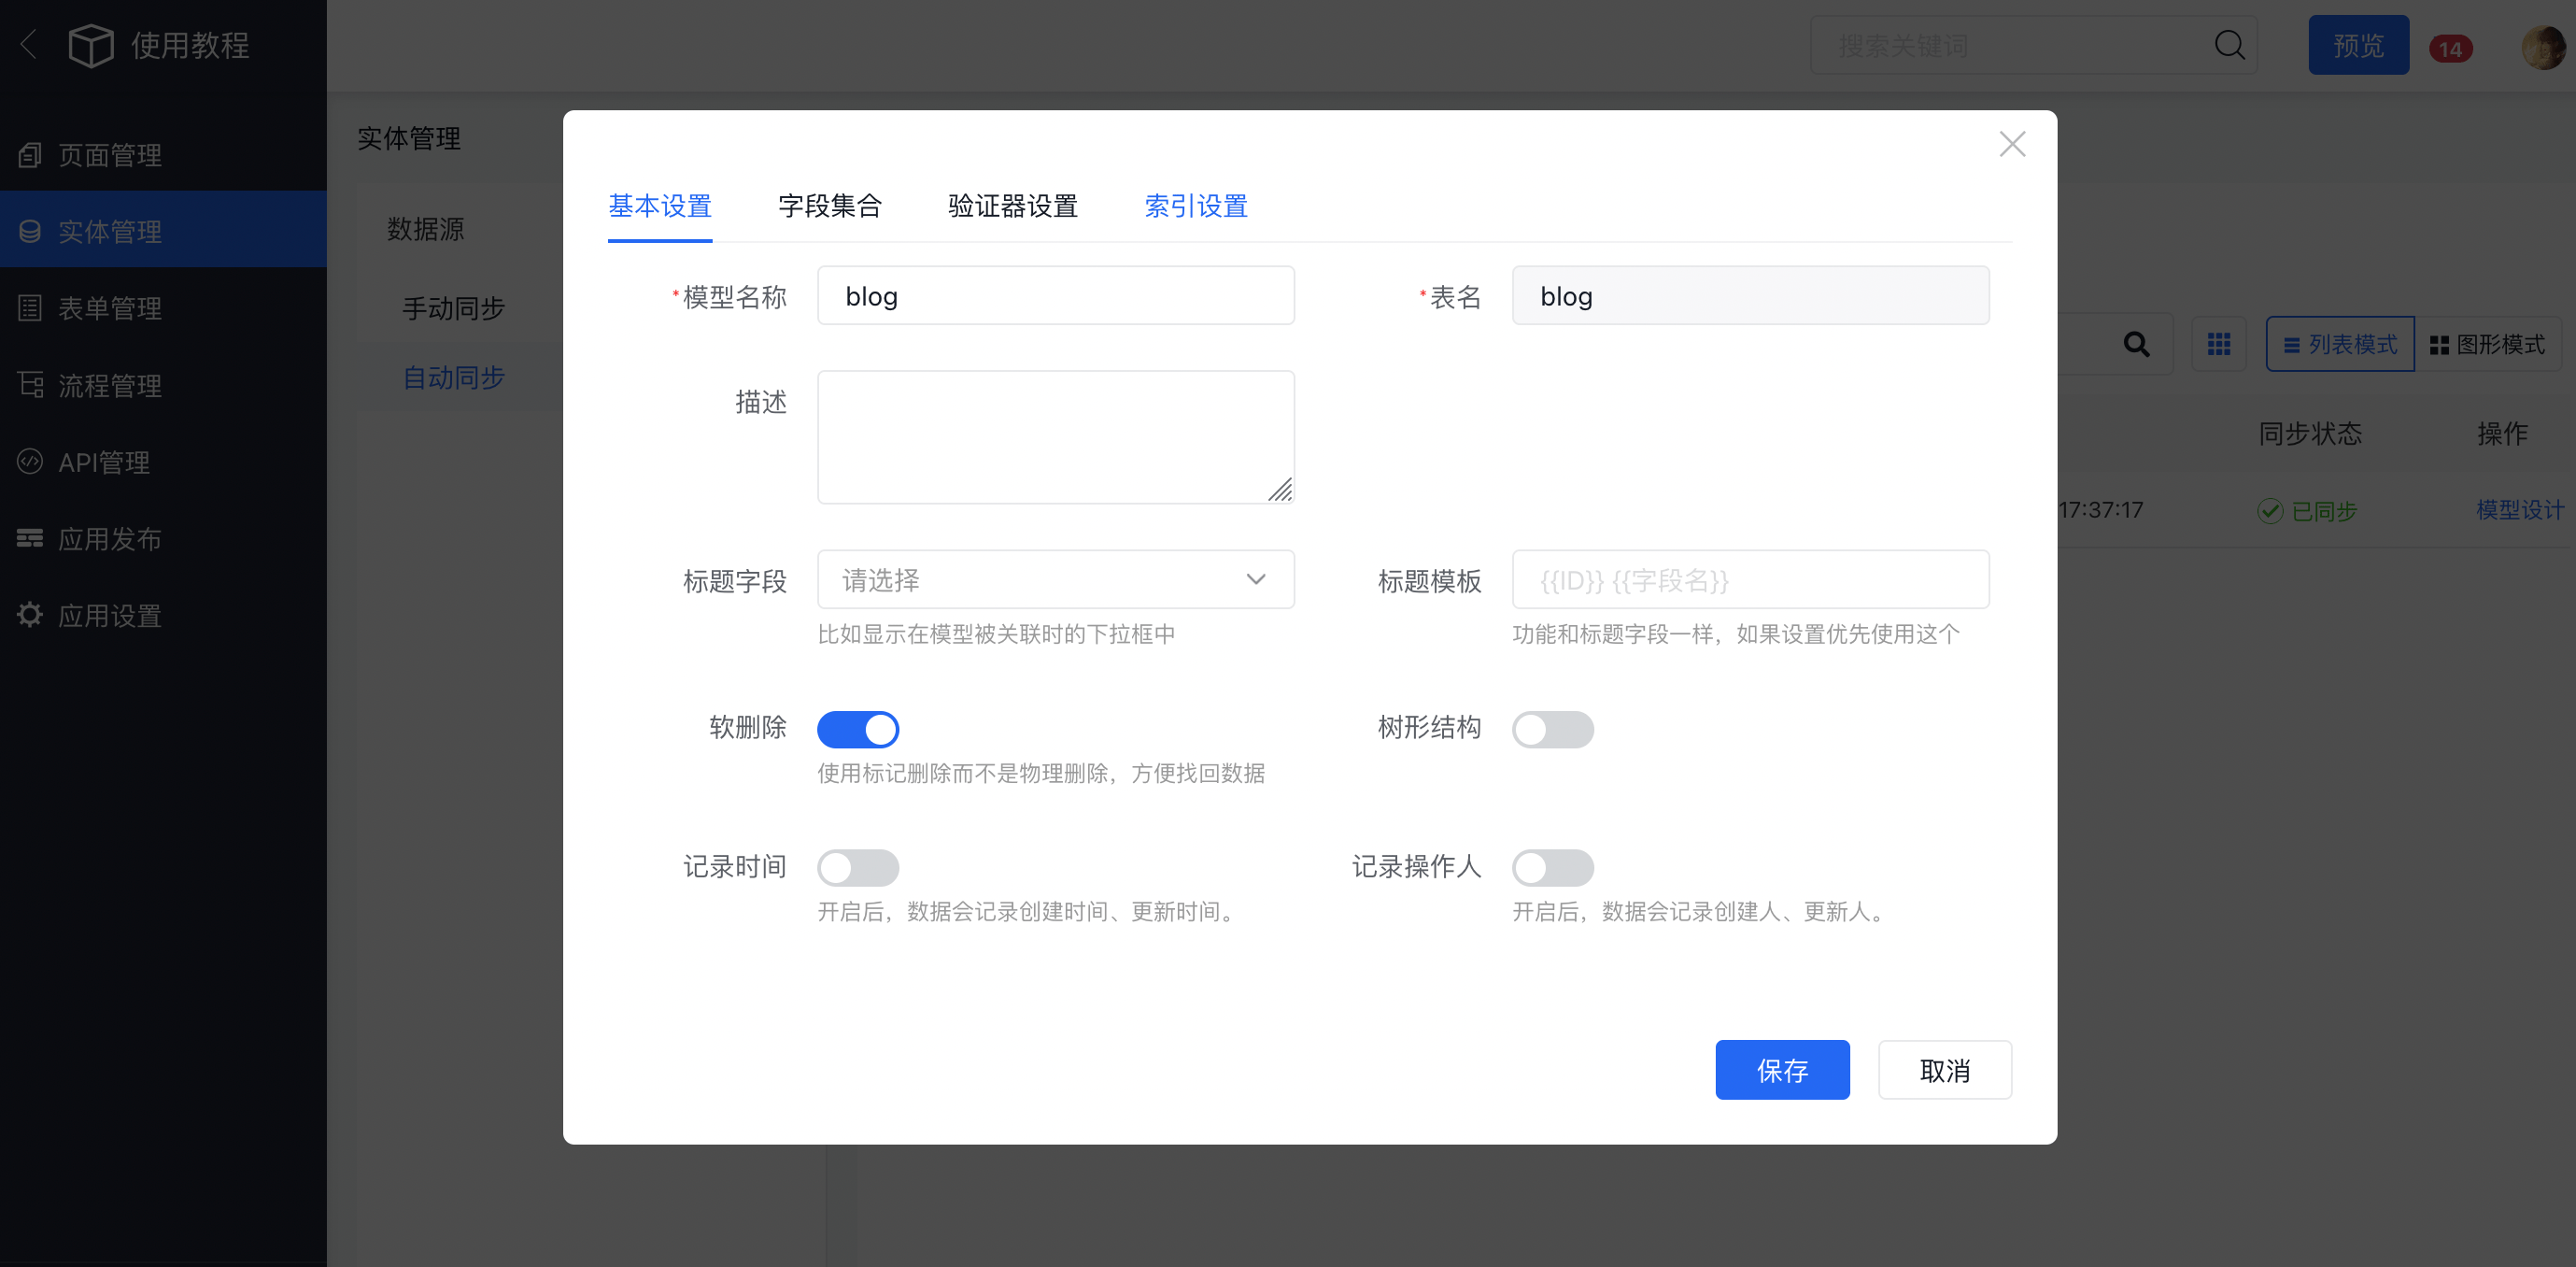 使用教程
搜索关键词
预览
14
页面管理
实体管理
表单管理
流程管理
API管理
应用发布
应用设置
实体管理
数据源
手动同步
自动同步
列表模式
图形模式
同步状态
操作
17:37:17
已同步
模型设计
基本设置
字段集合
验证器设置
索引设置
*模型名称
blog
*表名
blog
描述
标题字段
请选择
比如显示在模型被关联时的下拉框中
标题模板
{{ID}} {{字段名}}
功能和标题字段一样，如果设置优先使用这个
软删除
使用标记删除而不是物理删除，方便找回数据
树形结构
记录时间
开启后，数据会记录创建时间、更新时间。
记录操作人
开启后，数据会记录创建人、更新人。
保存
取消